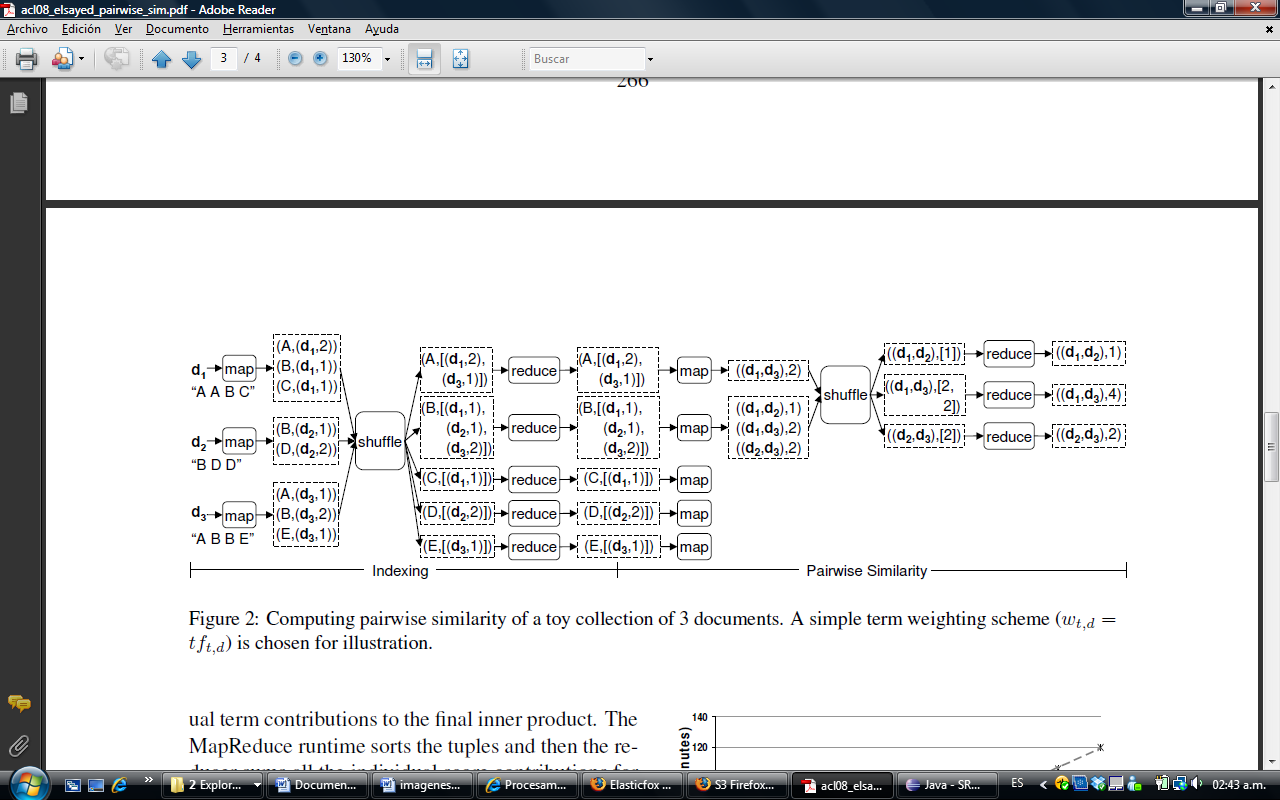 acl08_elsayed_pairwise_sim.pdf - Adobe Reader
Archivo Edición Ver Documento Herramientas Ventana Ayuda
3 / 4 130% Buscar
266
d1 map
"A A B C"
(A,(d1,2))
(B,(d1,1))
(C,(d1,1))
d2 map
"B D D"
(B,(d2,1))
(D,(d2,2))
d3 map
"A B B E"
(A,(d3,1))
(B,(d3,2))
(E,(d3,1))
shuffle
(A,[(d1,2),
(d3,1)])
reduce
(A,[(d1,2),
(d3,1)])
map
((d1,d3),2)
(B,[(d1,1),
(d2,1),
(d3,2)])
reduce
(B,[(d1,1),
(d2,1),
(d3,2)])
map
((d1,d2),1)
((d1,d3),2)
((d2,d3),2)
(C,[(d1,1)])
reduce
(C,[(d1,1)])
map
(D,[(d2,2)])
reduce
(D,[(d2,2)])
map
(E,[(d3,1)])
reduce
(E,[(d3,1)])
map
shuffle
((d1,d2),[1])
reduce
((d1,d2),1)
((d1,d3),[2,
2])
reduce
((d1,d3),4)
((d2,d3),[2])
reduce
((d2,d3),2)
Indexing Pairwise Similarity
Figure 2: Computing pairwise similarity of a toy collection of 3 documents. A simple term weighting scheme (wt,d =
tft,d) is chosen for illustration.
ual term contributions to the final inner product. The
MapReduce runtime sorts the tuples and then the re-
140
120
2 Explor... Documen... imagenes... Procesam... Elasticfox ... S3 Firefox... acl08_elsa... Java - SR... ES 02:43 a.m.